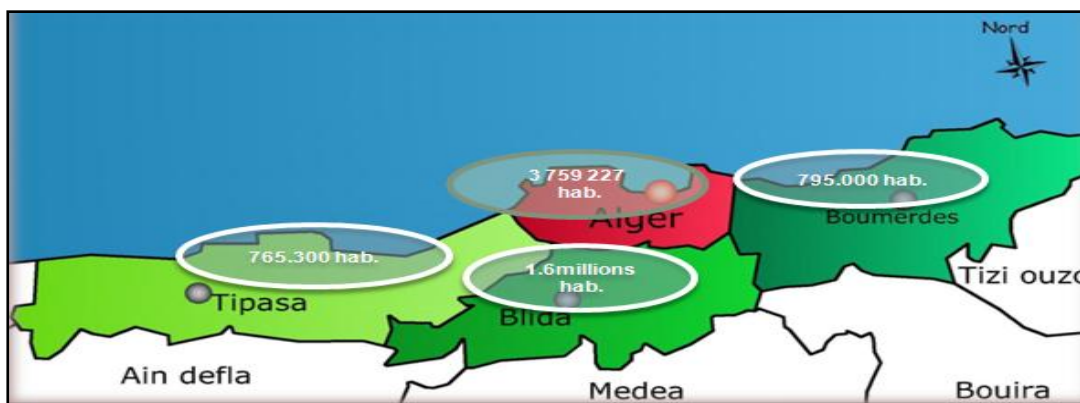 Nord
3 759 227
hab.
Alger
795.000 hab.
Boumerdes
765.300 hab.
1.6millions
hab.
Tipasa
Blida
Tizi ouzo
Ain defla
Medea
Bouira